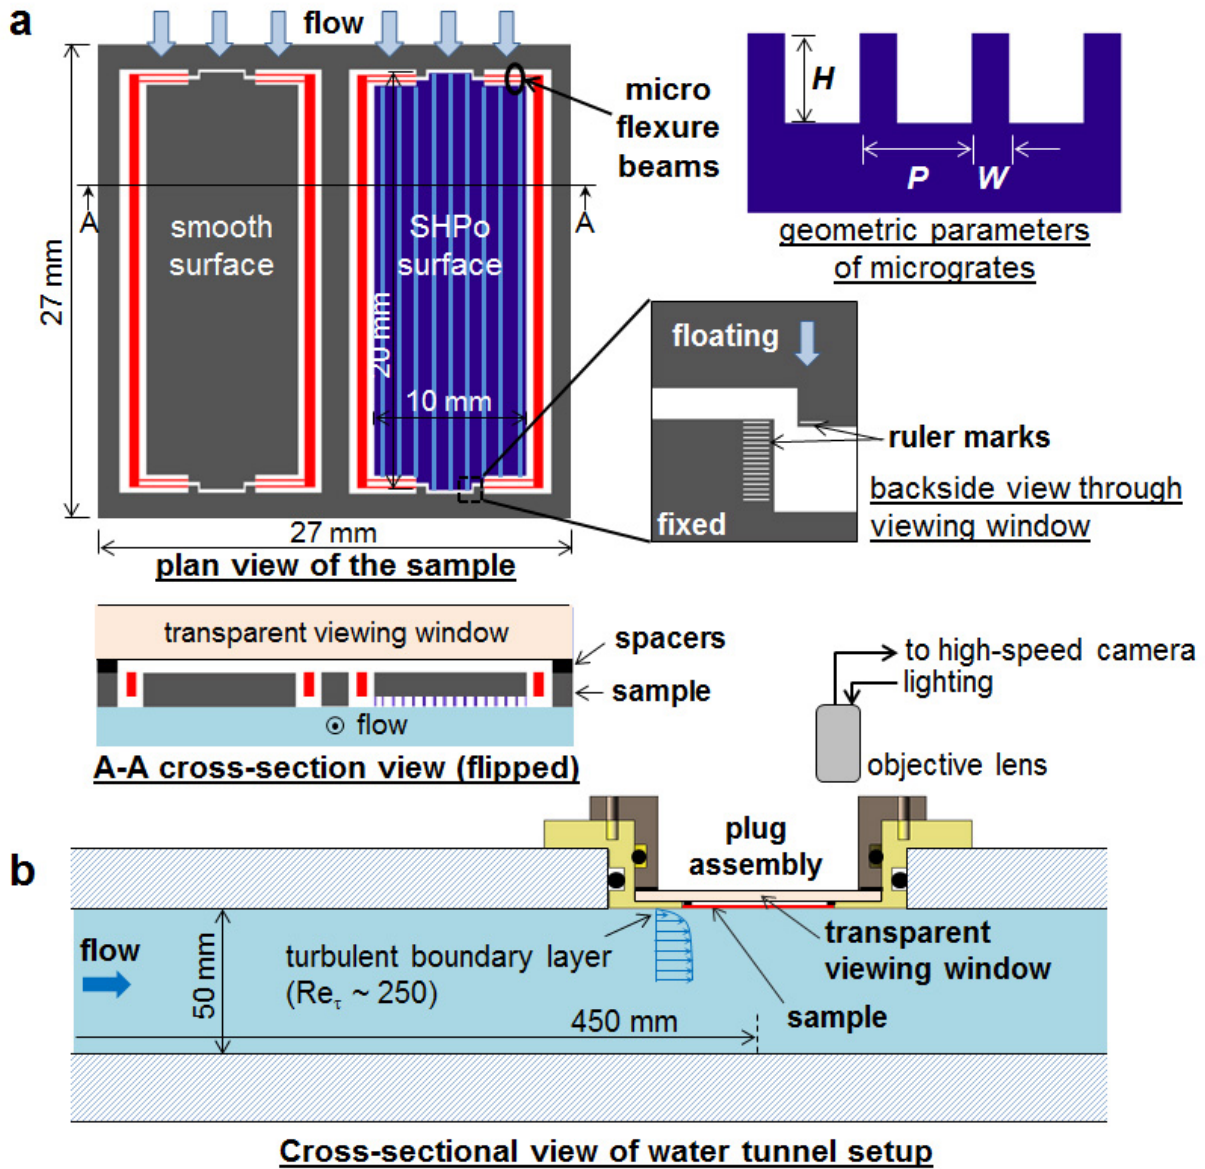 a
flow
27 mm
A
A
smooth
surface
SHPo
surface
20 mm
10 mm
27 mm
plan view of the sample
micro
flexure
beams
H
P
W
geometric parameters
of microgrates
floating
fixed
ruler marks
backside view through
viewing window
transparent viewing window
spacers
sample
flow
A-A cross-section view (flipped)
to high-speed camera
lighting
objective lens
b
plug
assembly
flow
50 mm
turbulent boundary layer
(Reτ ~ 250)
450 mm
transparent
viewing window
sample
Cross-sectional view of water tunnel setup